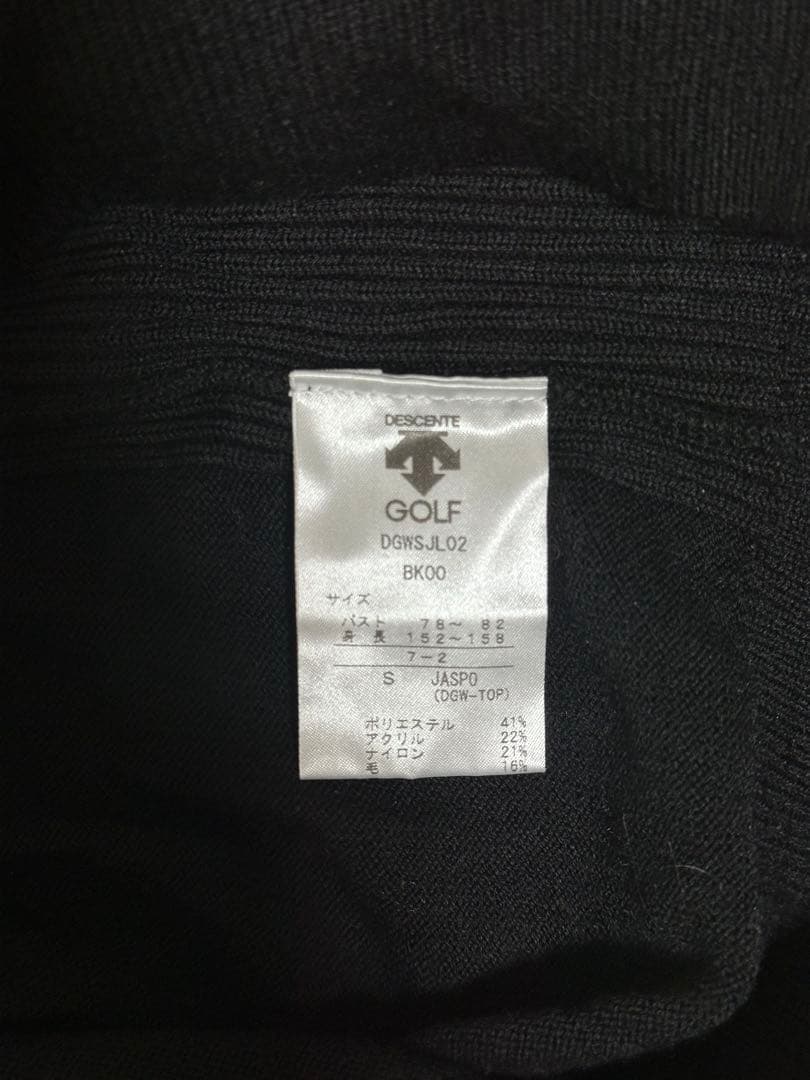 DESCENTE
GOLF
DGWSJL02
BK00
サイズ
バスト 78～ 82
身 長 152～158
7－2
S JASPO
(DGW-TOP)
ポリエステル 41%
アクリル 22%
ナイロン 21%
毛 16%